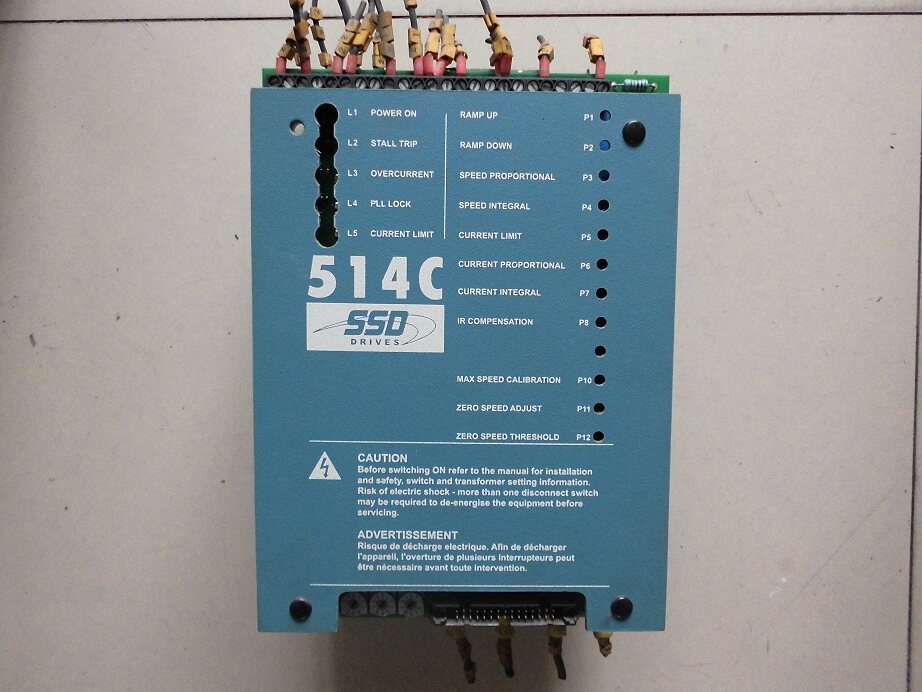 L1 POWER ON
L2 STALL TRIP
L3 OVERCURRENT
L4 PLL LOCK
L5 CURRENT LIMIT
RAMP UP P1
RAMP DOWN P2
SPEED PROPORTIONAL P3
SPEED INTEGRAL P4
CURRENT LIMIT P5
CURRENT PROPORTIONAL P6
CURRENT INTEGRAL P7
IR COMPENSATION P8
MAX SPEED CALIBRATION P10
ZERO SPEED ADJUST P11
ZERO SPEED THRESHOLD P12
514C
SSD
DRIVES
CAUTION
Before switching ON refer to the manual for installation
and safety, switch and transformer setting information.
Risk of electric shock - more than one disconnect switch
may be required to de-energise the equipment before
servicing.
ADVERTISSEMENT
Risque de décharge electrique. Afin de décharger
l'appareil, l'overture de plusieurs interrupteurs peut
être nécessaire avant toute intervention.